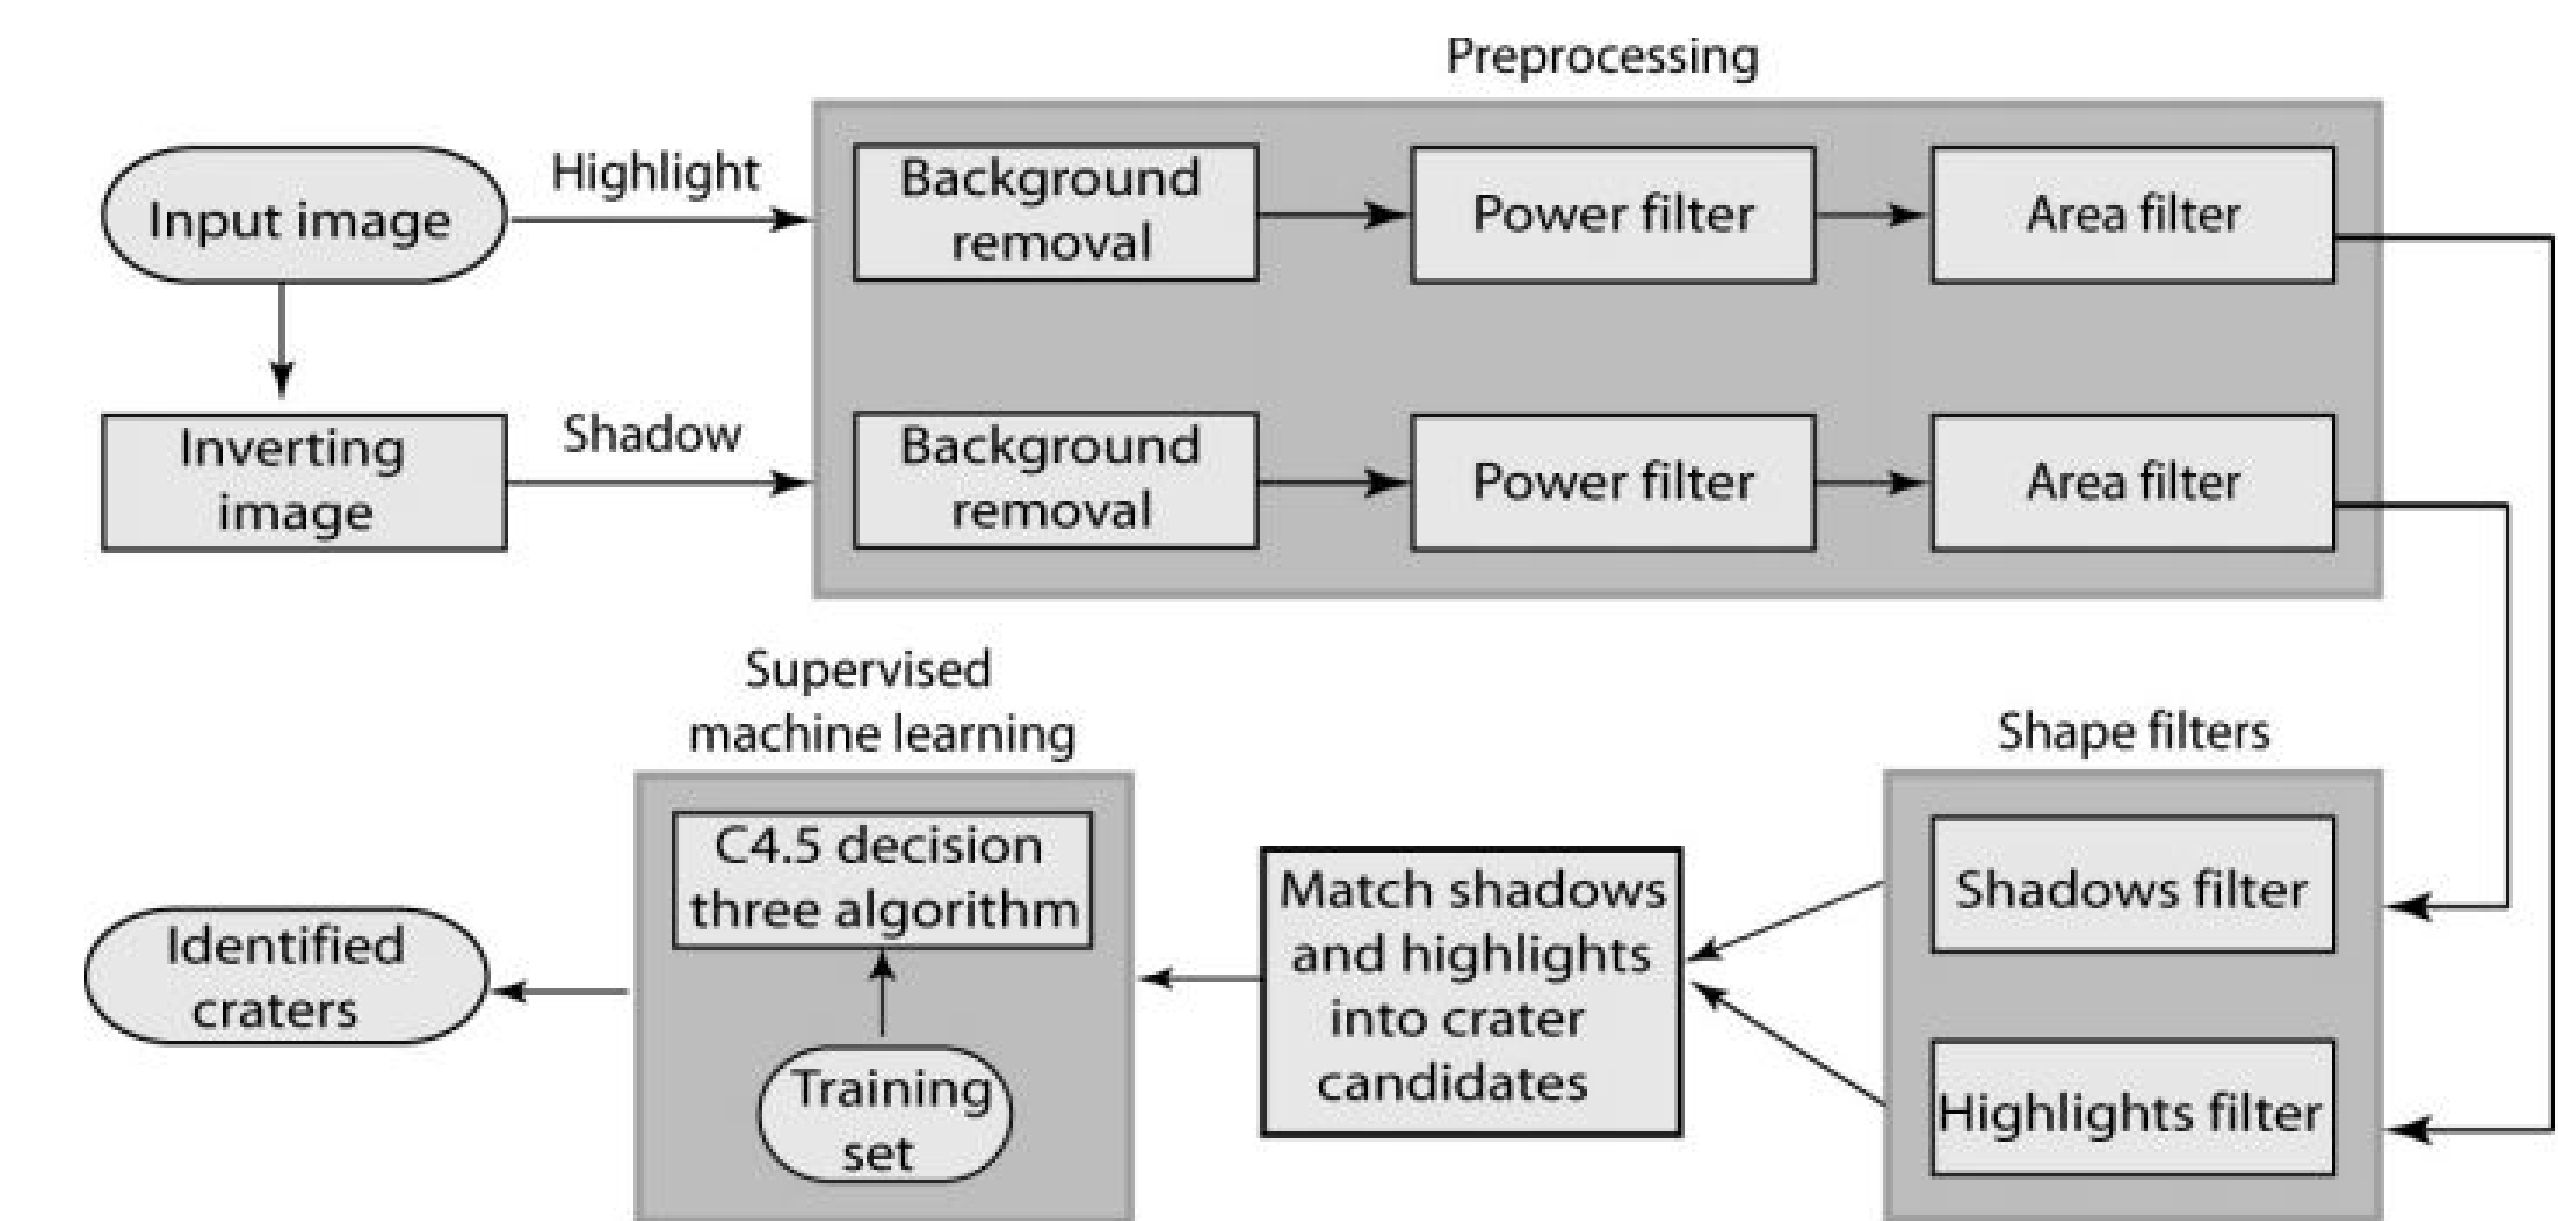 Preprocessing
Input image
Highlight
Background
removal
Power filter
Area filter
Inverting
image
Shadow
Background
removal
Power filter
Area filter
Supervised
machine learning
C4.5 decision
three algorithm
Training
set
Identified
craters
Match shadows
and highlights
into crater
candidates
Shape filters
Shadows filter
Highlights filter